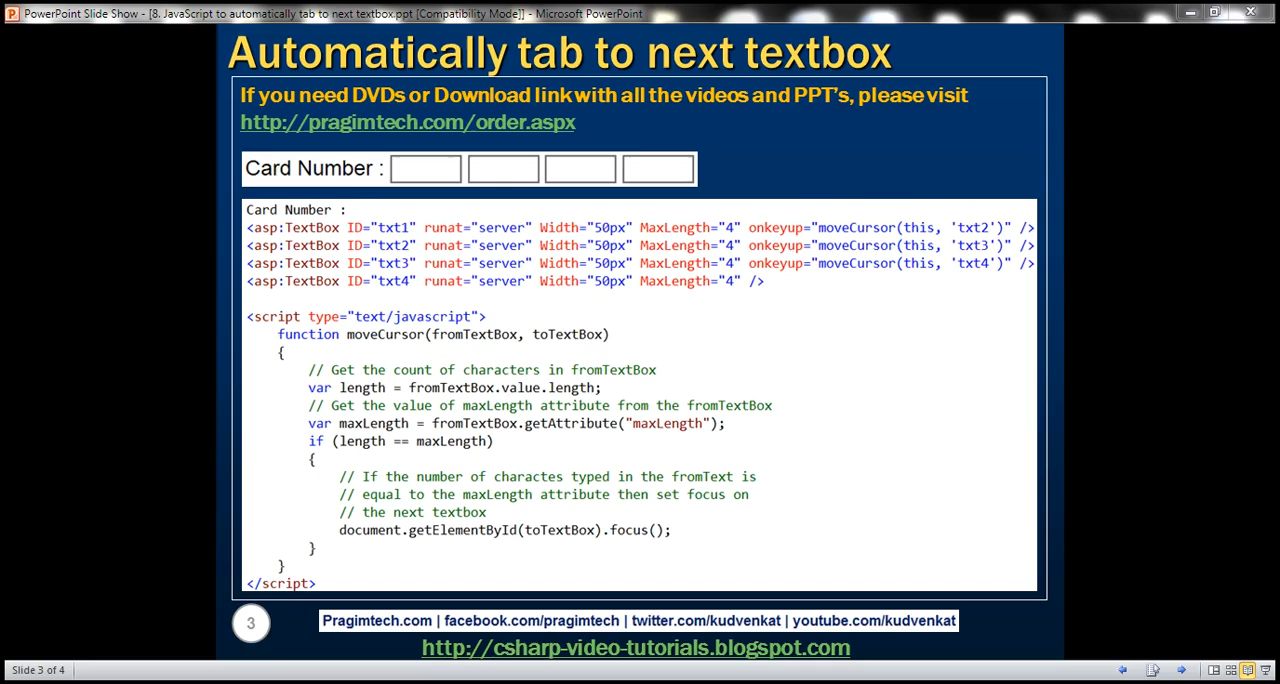 PowerPoint Slide Show - [8. JavaScript to automatically tab to next textbox.ppt [Compatibility Mode]] - Microsoft PowerPoint
Automatically tab to next textbox
If you need DVDs or Download link with all the videos and PPT's, please visit
http://pragimtech.com/order.aspx
Card Number :
Card Number :
<asp:TextBox ID="txt1" runat="server" Width="50px" MaxLength="4" onkeyup="moveCursor(this, 'txt2')" />
<asp:TextBox ID="txt2" runat="server" Width="50px" MaxLength="4" onkeyup="moveCursor(this, 'txt3')" />
<asp:TextBox ID="txt3" runat="server" Width="50px" MaxLength="4" onkeyup="moveCursor(this, 'txt4')" />
<asp:TextBox ID="txt4" runat="server" Width="50px" MaxLength="4" />
<script type="text/javascript">
function moveCursor(fromTextBox, toTextBox)
{
// Get the count of characters in fromTextBox
var length = fromTextBox.value.length;
// Get the value of maxLength attribute from the fromTextBox
var maxLength = fromTextBox.getAttribute("maxLength");
if (length == maxLength)
{
// If the number of charactes typed in the fromText is
// equal to the maxLength attribute then set focus on
// the next textbox
document.getElementById(toTextBox).focus();
}
}
</script>
3
Pragimtech.com | facebook.com/pragimtech | twitter.com/kudvenkat | youtube.com/kudvenkat
http://csharp-video-tutorials.blogspot.com
Slide 3 of 4